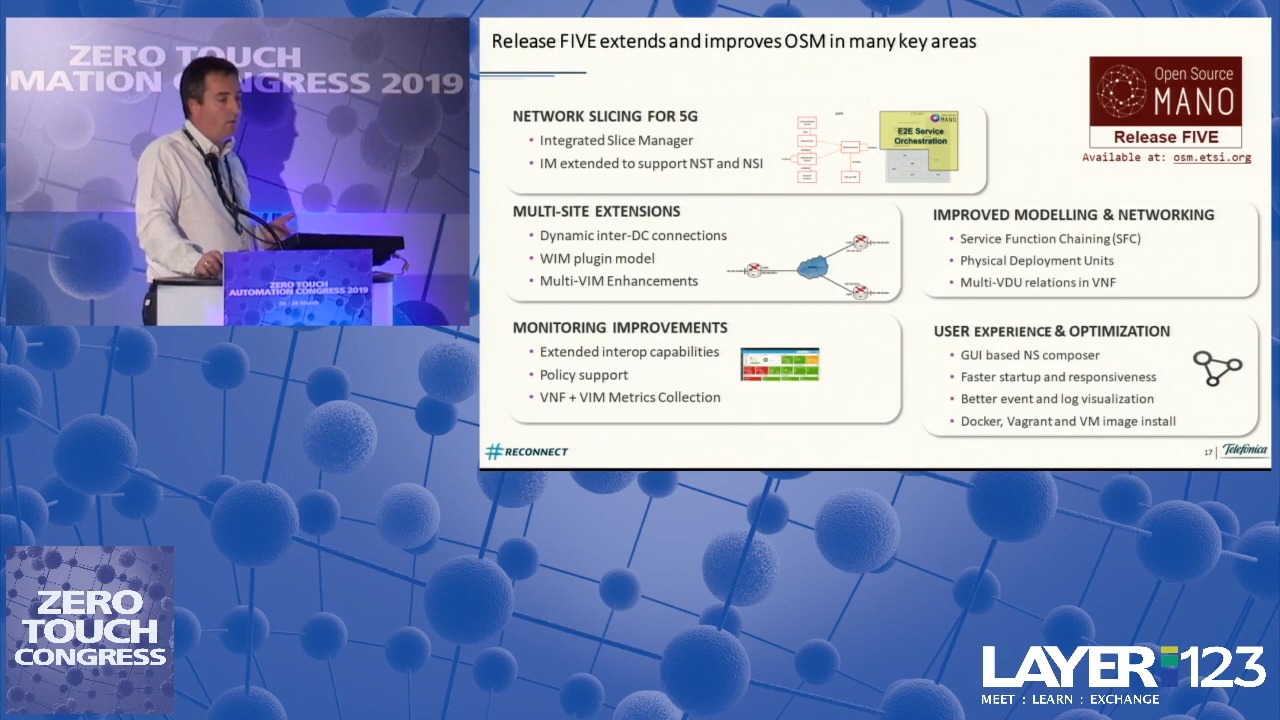 ZERO TOUCH
OMATION CONGRESS 2019
ZERO TOUCH
AUTOMATION CONGRESS 2019
Release FIVE extends and improves OSM in many key areas
Open Source
MANO
Release FIVE
Available at: osm.etsi.org
NETWORK SLICING FOR 5G
• Integrated Slice Manager
• IM extended to support NST and NSI
MANO
E2E Service
Orchestration
MULTI-SITE EXTENSIONS
• Dynamic inter-DC connections
• WIM plugin model
• Multi-VIM Enhancements
IMPROVED MODELLING & NETWORKING
• Service Function Chaining (SFC)
• Physical Deployment Units
• Multi-VDU relations in VNF
MONITORING IMPROVEMENTS
• Extended interop capabilities
• Policy support
• VNF + VIM Metrics Collection
USER EXPERIENCE & OPTIMIZATION
• GUI based NS composer
• Faster startup and responsiveness
• Better event and log visualization
• Docker, Vagrant and VM image install
#RECONNECT
17 | Telefónica
ZERO
TOUCH
CONGRESS
LAYER 123
MEET : LEARN : EXCHANGE